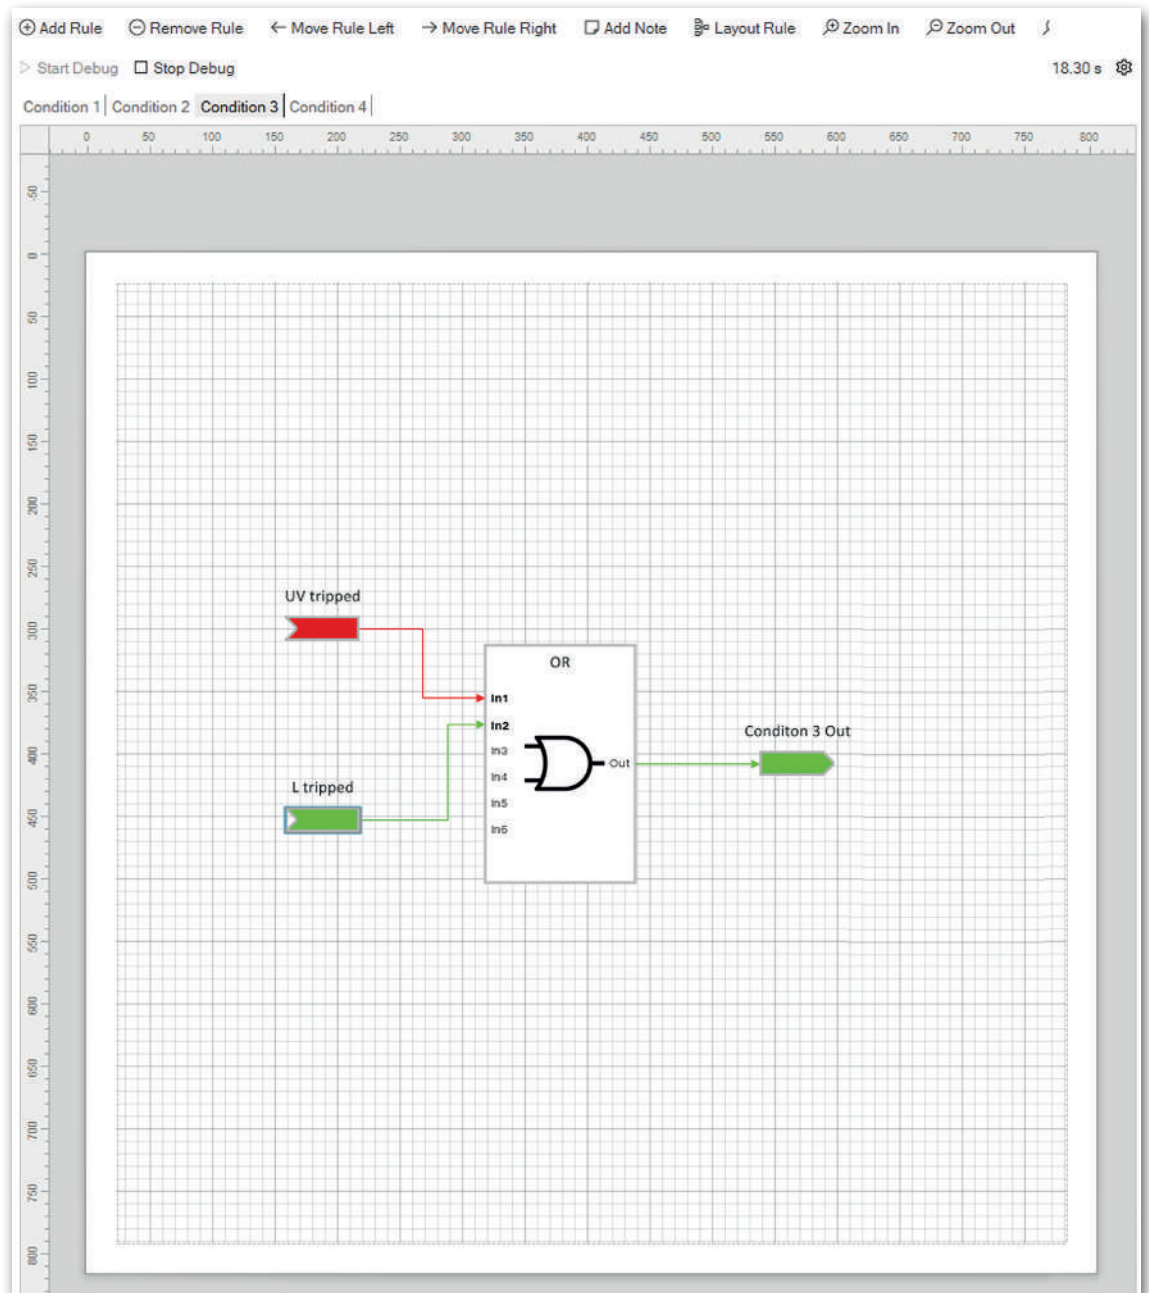 Add Rule Remove Rule Move Rule Left Move Rule Right Add Note Layout Rule Zoom In Zoom Out
Start Debug Stop Debug 18.30 s
Condition 1 Condition 2 Condition 3 Condition 4
0 50 100 150 200 250 300 350 400 450 500 550 600 650 700 750 800
-50
0
50
100
150
200
250
300
350
400
450
500
550
600
650
700
750
800
UV tripped
OR
In1
In2
In3
In4
In5
In6
Out
Conditon 3 Out
L tripped